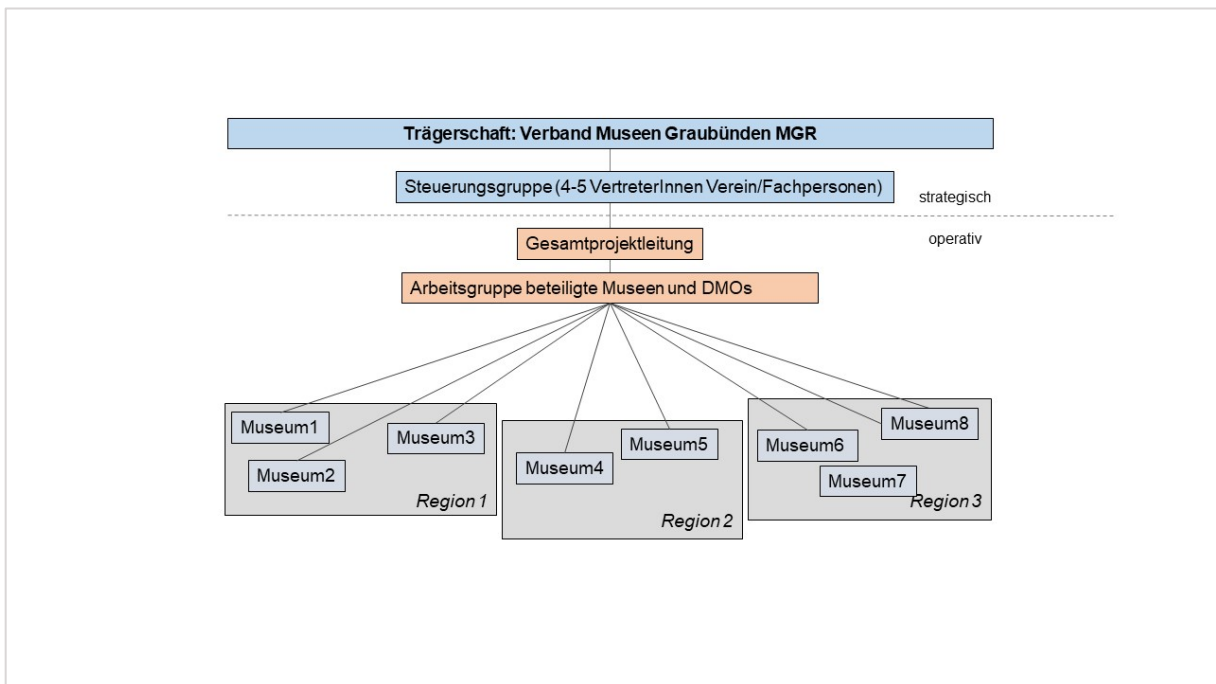 Trägerschaft: Verband Museen Graubünden MGR
Steuerungsgruppe (4-5 VertreterInnen Verein/Fachpersonen)
strategisch
operativ
Gesamtprojektleitung
Arbeitsgruppe beteiligte Museen und DMOs
Museum1
Museum2
Museum3
Region 1
Museum4
Museum5
Region 2
Museum6
Museum8
Museum7
Region 3